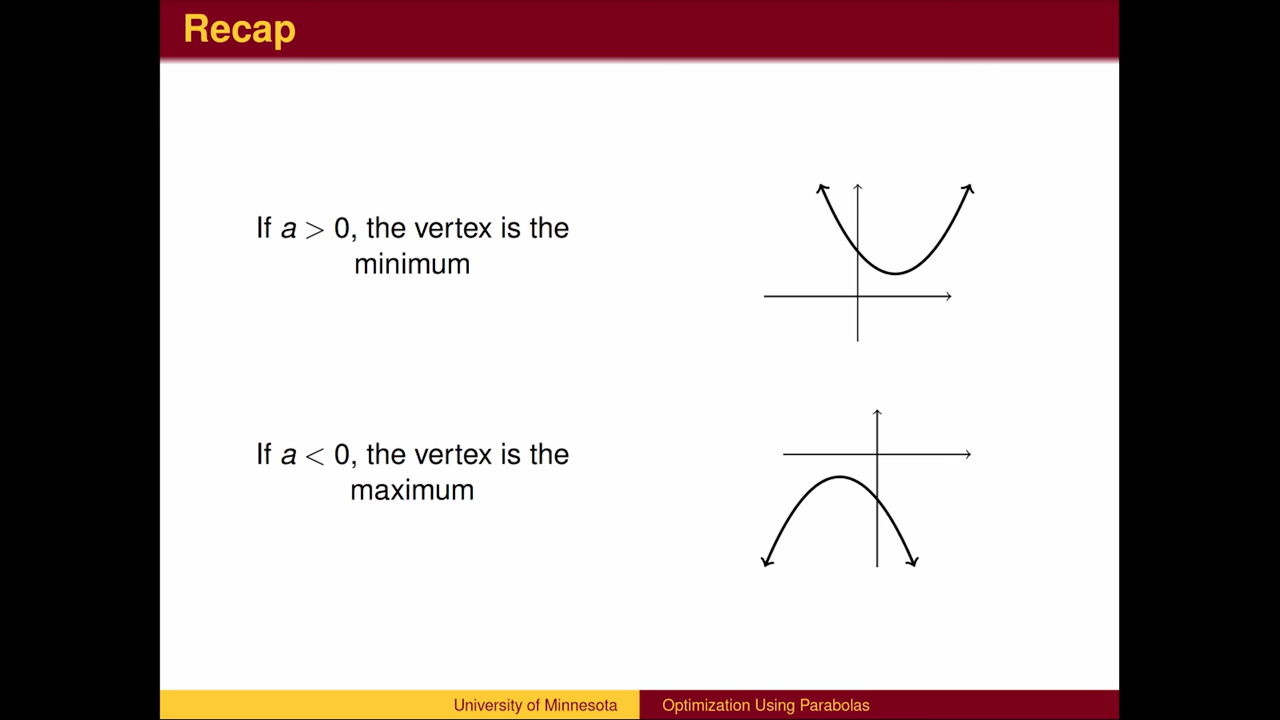 Recap
If a > 0, the vertex is the
minimum
If a < 0, the vertex is the
maximum
University of Minnesota
Optimization Using Parabolas